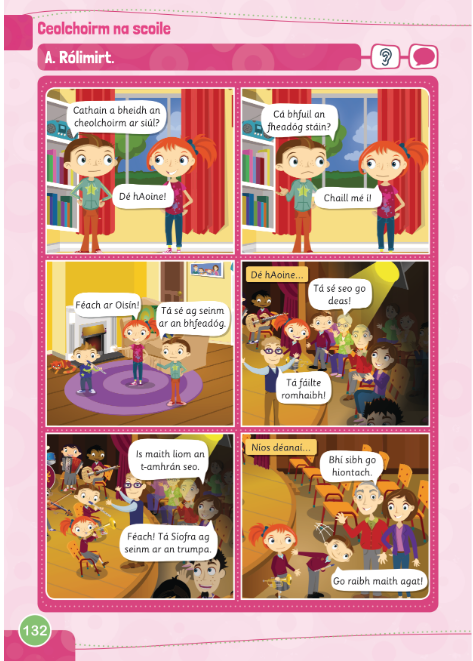 Ceolchoirm na scoile
A. Rólimirt.
Cathain a bheidh an
cheolchoirm ar siúl?
Dé hAoine!
Cá bhfuil an
fheadóg stáin?
Chaill mé í!
Féach ar Oisín!
Tá sé ag seinm
ar an bhfeadóg.
Dé hAoine...
Tá sé seo go
deas!
Tá fáilte
romhaibh!
Is maith liom an
t-amhrán seo.
Féach! Tá Síofra ag
seinm ar an trumpa.
Níos déanaí...
Bhí sibh go
hiontach.
Go raibh maith agat!
132